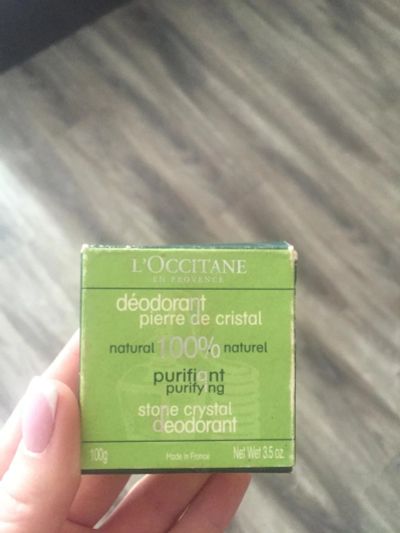 L'OCCITANE
EN PROVENCE
déodorant
pierre de cristal
natural 100% naturel
purifiant
purifying
stone crystal
deodorant
100g Made in France Net Wet 3.5 oz.